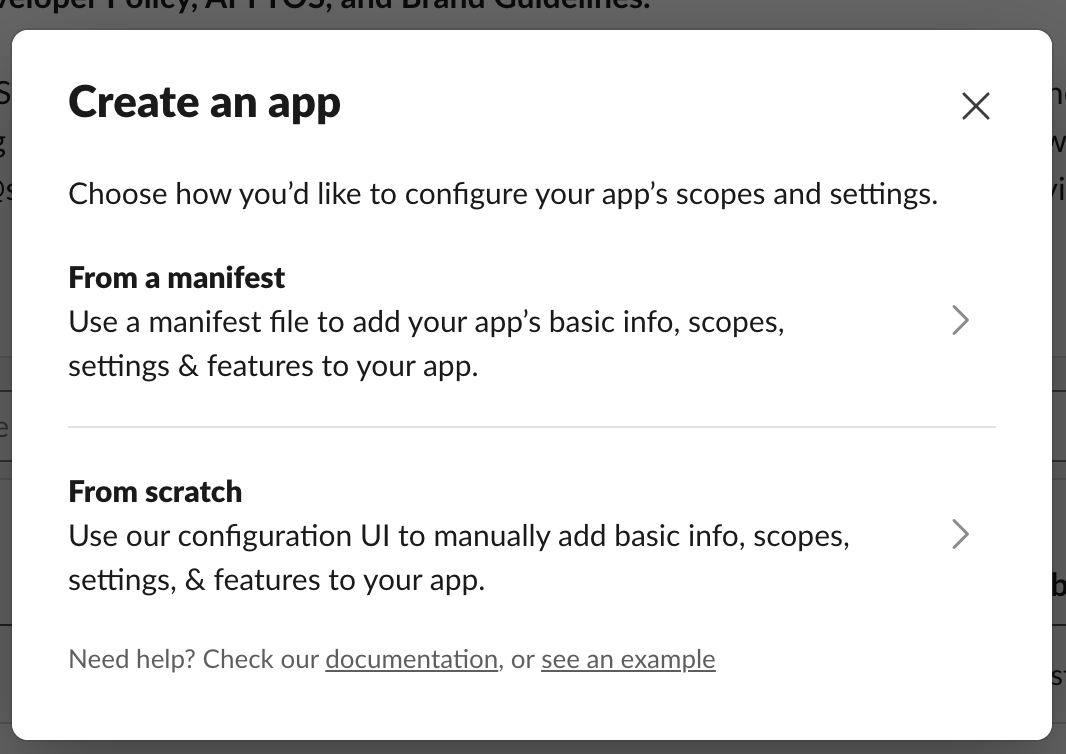 Policy, API TOS, and Brand Guidelines.
Create an app
Choose how you’d like to configure your app’s scopes and settings.
From a manifest
Use a manifest file to add your app’s basic info, scopes,
settings & features to your app.
From scratch
Use our configuration UI to manually add basic info, scopes,
settings, & features to your app.
Need help? Check our documentation, or see an example